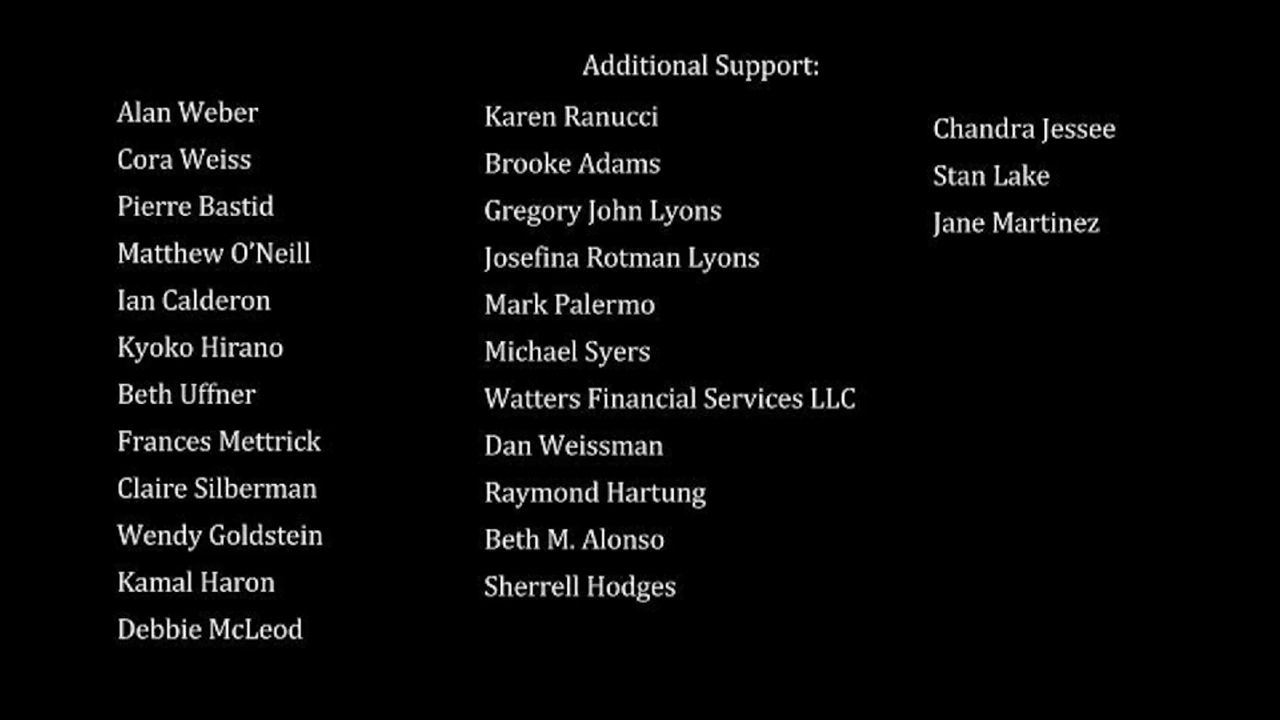 Additional Support:
Alan Weber
Cora Weiss
Pierre Bastid
Matthew O’Neill
Ian Calderon
Kyoko Hirano
Beth Uffner
Frances Mettrick
Claire Silberman
Wendy Goldstein
Kamal Haron
Debbie McLeod
Karen Ranucci
Brooke Adams
Gregory John Lyons
Josefina Rotman Lyons
Mark Palermo
Michael Syers
Watters Financial Services LLC
Dan Weissman
Raymond Hartung
Beth M. Alonso
Sherrell Hodges
Chandra Jessee
Stan Lake
Jane Martinez